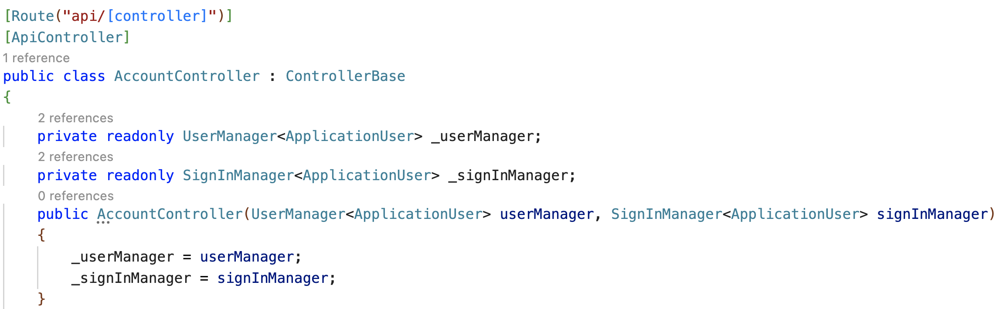 [Route("api/[controller]")]
[ApiController]
1 reference
public class AccountController : ControllerBase
{
2 references
private readonly UserManager<ApplicationUser> _userManager;
2 references
private readonly SignInManager<ApplicationUser> _signInManager;
0 references
public AccountController(UserManager<ApplicationUser> userManager, SignInManager<ApplicationUser> signInManager)
{
_userManager = userManager;
_signInManager = signInManager;
}